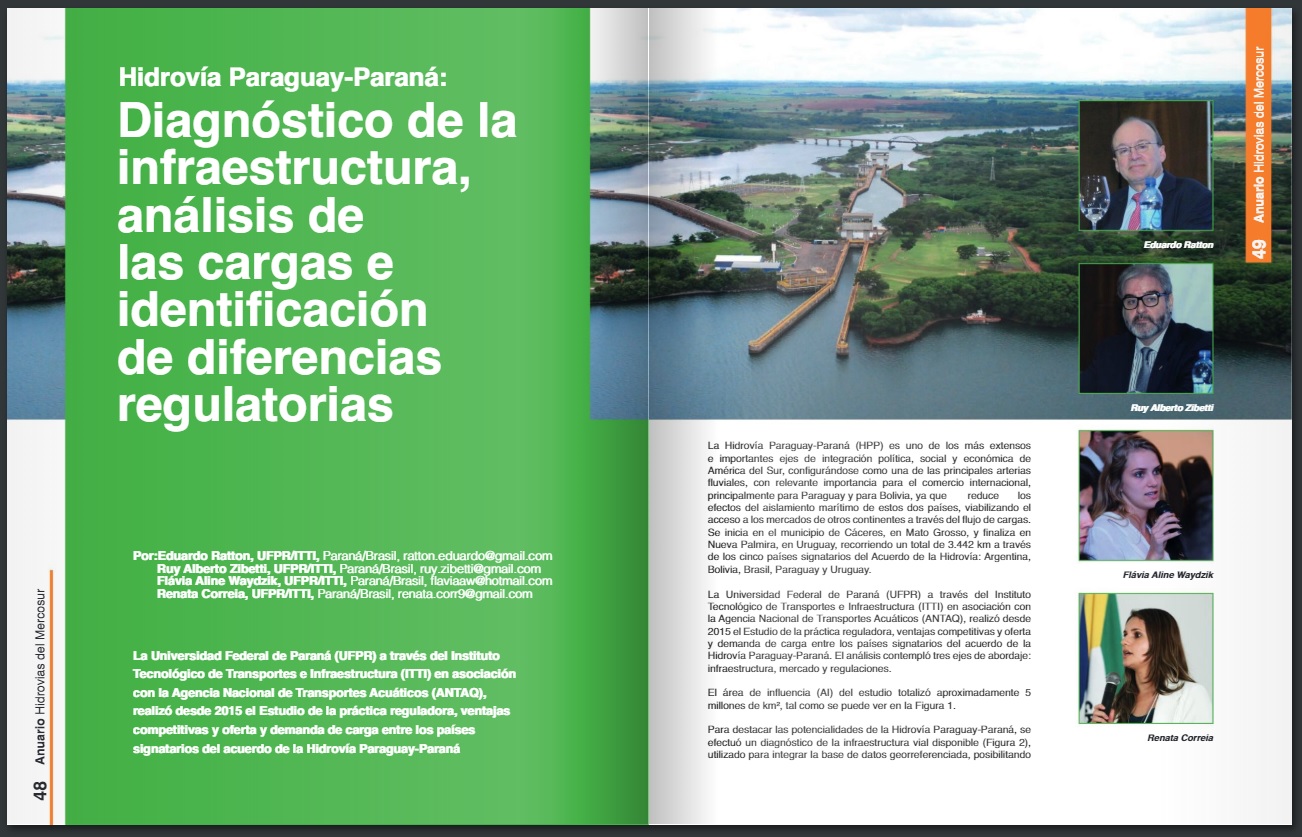 Hidrovía Paraguay-Paraná:
Diagnóstico de la
infraestructura,
análisis de
las cargas e
identificación
de diferencias
regulatorias
Por:Eduardo Ratton, UFPR/ITTI, Paraná/Brasil, ratton.eduardo@gmail.com
Ruy Alberto Zibetti, UFPR/ITTI, Paraná/Brasil, ruy.zibetti@gmail.com
Flávia Aline Waydzik, UFPR/ITTI, Paraná/Brasil, flaviaaw@hotmail.com
Renata Correia, UFPR/ITTI, Paraná/Brasil, renata.corr9@gmail.com
La Universidad Federal de Paraná (UFPR) a través del Instituto
Tecnológico de Transportes e Infraestructura (ITTI) en asociación
con la Agencia Nacional de Transportes Acuáticos (ANTAQ),
realizó desde 2015 el Estudio de la práctica reguladora, ventajas
competitivas y oferta y demanda de carga entre los países
signatarios del acuerdo de la Hidrovía Paraguay-Paraná
48 Anuario Hidrovías del Mercosur
49 Anuario Hidrovías del Mercosur
Eduardo Ratton
Ruy Alberto Zibetti
Flávia Aline Waydzik
Renata Correia
La Hidrovía Paraguay-Paraná (HPP) es uno de los más extensos
e importantes ejes de integración política, social y económica de
América del Sur, configurándose como una de las principales arterias
fluviales, con relevante importancia para el comercio internacional,
principalmente para Paraguay y para Bolivia, ya que reduce los
efectos del aislamiento marítimo de estos dos países, viabilizando el
acceso a los mercados de otros continentes a través del flujo de cargas.
Se inicia en el municipio de Cáceres, en Mato Grosso, y finaliza en
Nueva Palmira, en Uruguay, recorriendo un total de 3.442 km a través
de los cinco países signatarios del Acuerdo de la Hidrovía: Argentina,
Bolivia, Brasil, Paraguay y Uruguay.
La Universidad Federal de Paraná (UFPR) a través del Instituto
Tecnológico de Transportes e Infraestructura (ITTI) en asociación con
la Agencia Nacional de Transportes Acuáticos (ANTAQ), realizó desde
2015 el Estudio de la práctica reguladora, ventajas competitivas y oferta
y demanda de carga entre los países signatarios del acuerdo de la
Hidrovía Paraguay-Paraná. El análisis contempló tres ejes de abordaje:
infraestructura, mercado y regulaciones.
El área de influencia (AI) del estudio totalizó aproximadamente 5
millones de km², tal como se puede ver en la Figura 1.
Para destacar las potencialidades de la Hidrovía Paraguay-Paraná, se
efectuó un diagnóstico de la infraestructura vial disponible (Figura 2),
utilizado para integrar la base de datos georreferenciada, posibilitando